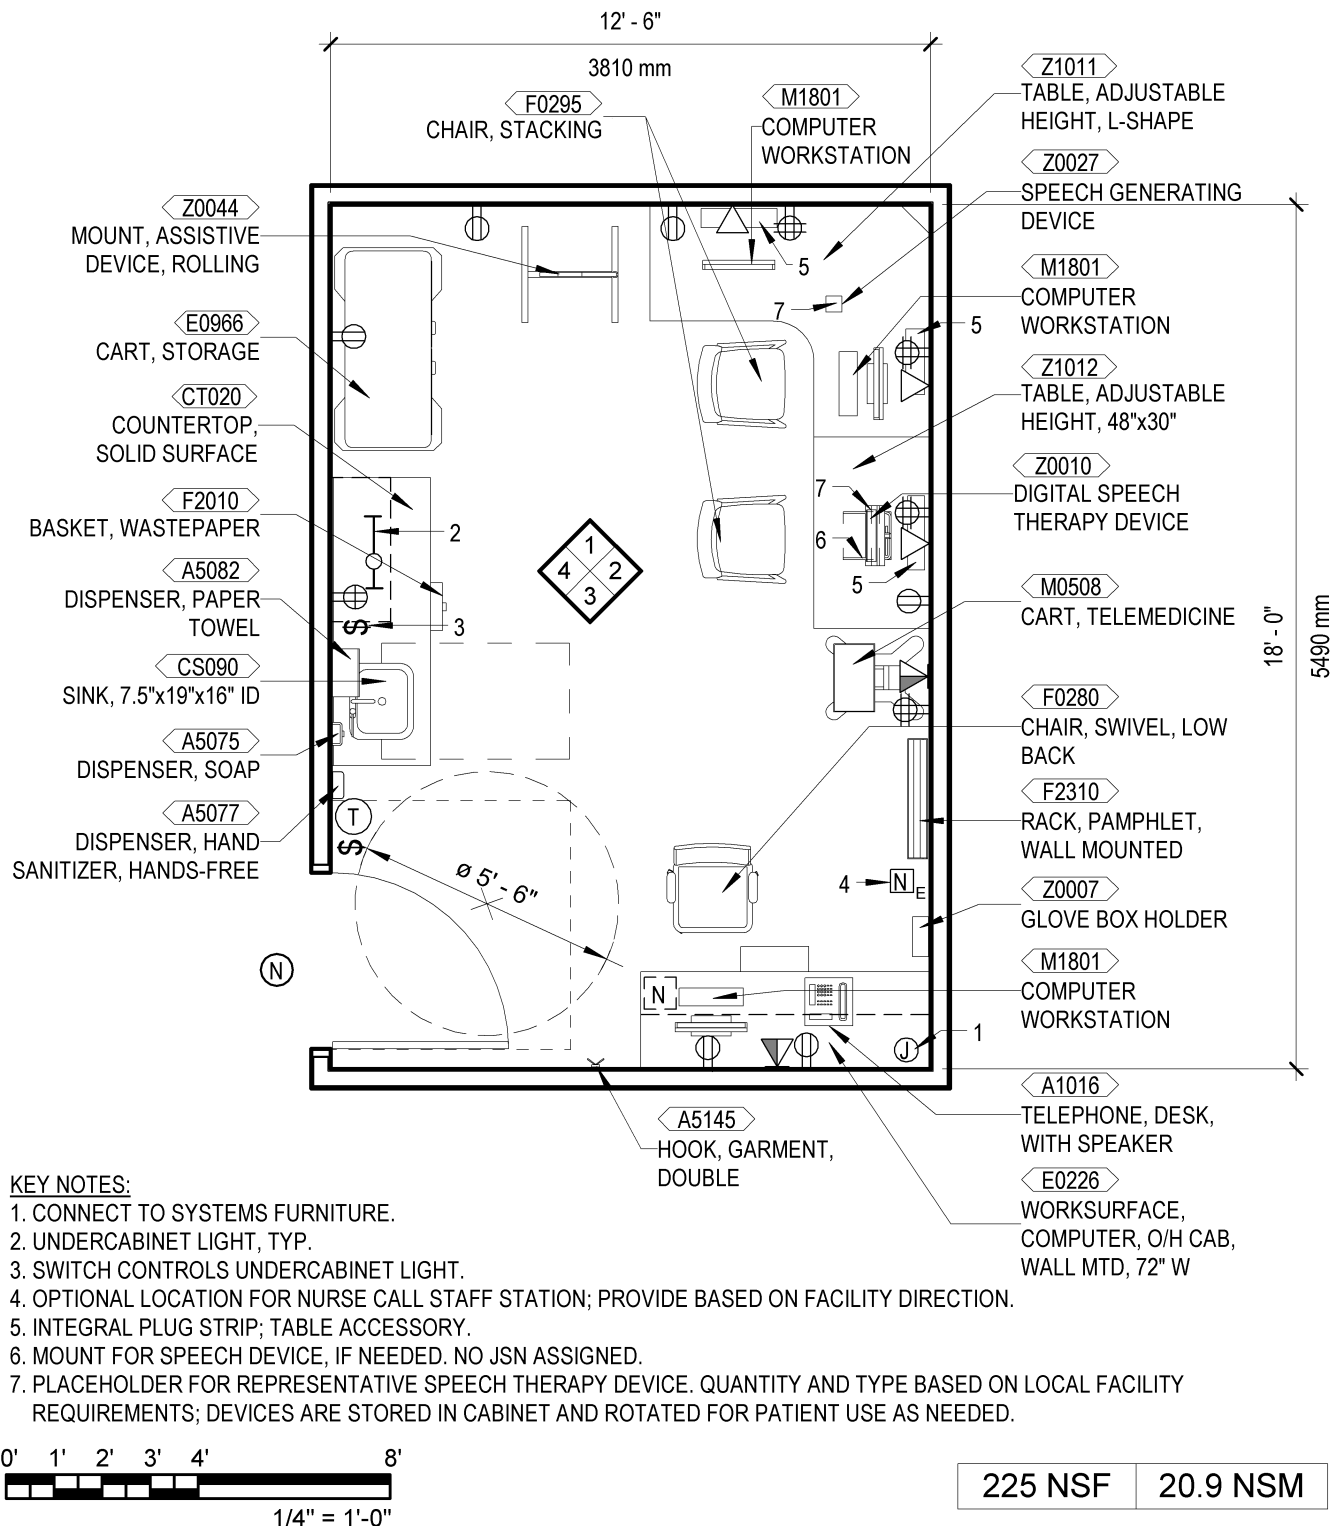 12' - 6"
3810 mm
F0295
CHAIR, STACKING
M1801
COMPUTER
WORKSTATION
Z1011
TABLE, ADJUSTABLE
HEIGHT, L-SHAPE
Z0027
SPEECH GENERATING
DEVICE
M1801
COMPUTER
WORKSTATION
Z1012
TABLE, ADJUSTABLE
HEIGHT, 48"x30"
Z0010
DIGITAL SPEECH
THERAPY DEVICE
M0508
CART, TELEMEDICINE
F0280
CHAIR, SWIVEL, LOW
BACK
F2310
RACK, PAMPHLET,
WALL MOUNTED
Z0007
GLOVE BOX HOLDER
M1801
COMPUTER
WORKSTATION
A1016
TELEPHONE, DESK,
WITH SPEAKER
E0226
WORKSURFACE,
COMPUTER, O/H CAB,
WALL MTD, 72" W
18' - 0"
5490 mm
Z0044
MOUNT, ASSISTIVE
DEVICE, ROLLING
E0966
CART, STORAGE
CT020
COUNTERTOP,
SOLID SURFACE
F2010
BASKET, WASTEPAPER
A5082
DISPENSER, PAPER
TOWEL
CS090
SINK, 7.5"x19"x16" ID
A5075
DISPENSER, SOAP
A5077
DISPENSER, HAND
SANITIZER, HANDS-FREE
5
7
5
2
1
4 2
3
7
6
5
$ 3
T
$
ø 5' - 6"
4 N E
N
N
J 1
A5145
HOOK, GARMENT,
DOUBLE
KEY NOTES:
1. CONNECT TO SYSTEMS FURNITURE.
2. UNDERCABINET LIGHT, TYP.
3. SWITCH CONTROLS UNDERCABINET LIGHT.
4. OPTIONAL LOCATION FOR NURSE CALL STAFF STATION; PROVIDE BASED ON FACILITY DIRECTION.
5. INTEGRAL PLUG STRIP; TABLE ACCESSORY.
6. MOUNT FOR SPEECH DEVICE, IF NEEDED. NO JSN ASSIGNED.
7. PLACEHOLDER FOR REPRESENTATIVE SPEECH THERAPY DEVICE. QUANTITY AND TYPE BASED ON LOCAL FACILITY
REQUIREMENTS; DEVICES ARE STORED IN CABINET AND ROTATED FOR PATIENT USE AS NEEDED.
0' 1' 2' 3' 4' 8'
1/4" = 1'-0"
225 NSF 20.9 NSM